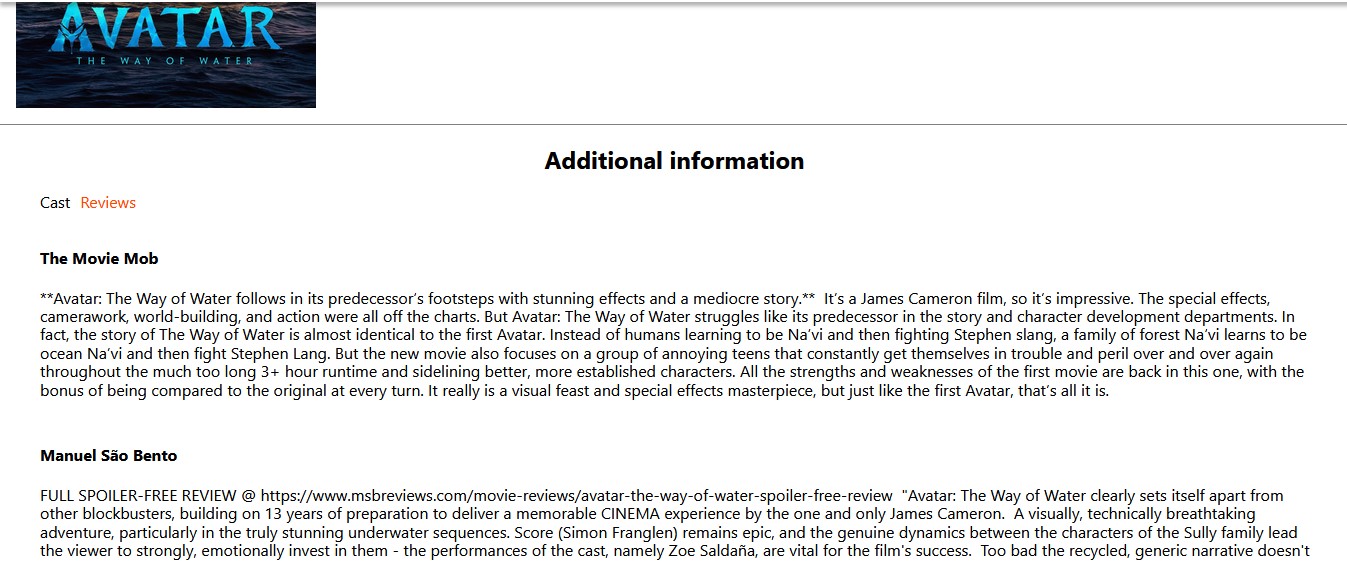 AVATAR
THE WAY OF WATER
Additional information
Cast Reviews
The Movie Mob
**Avatar: The Way of Water follows in its predecessor’s footsteps with stunning effects and a mediocre story.** It’s a James Cameron film, so it’s impressive. The special effects,
camerawork, world-building, and action were all off the charts. But Avatar: The Way of Water struggles like its predecessor in the story and character development departments. In
fact, the story of The Way of Water is almost identical to the first Avatar. Instead of humans learning to be Na’vi and then fighting Stephen slang, a family of forest Na’vi learns to be
ocean Na’vi and then fight Stephen Lang. But the new movie also focuses on a group of annoying teens that constantly get themselves in trouble and peril over and over again
throughout the much too long 3+ hour runtime and sidelining better, more established characters. All the strengths and weaknesses of the first movie are back in this one, with the
bonus of being compared to the original at every turn. It really is a visual feast and special effects masterpiece, but just like the first Avatar, that’s all it is.
Manuel São Bento
FULL SPOILER-FREE REVIEW @ https://www.msbreviews.com/movie-reviews/avatar-the-way-of-water-spoiler-free-review "Avatar: The Way of Water clearly sets itself apart from
other blockbusters, building on 13 years of preparation to deliver a memorable CINEMA experience by the one and only James Cameron. A visually, technically breathtaking
adventure, particularly in the truly stunning underwater sequences. Score (Simon Franglen) remains epic, and the genuine dynamics between the characters of the Sully family lead
the viewer to strongly, emotionally invest in them - the performances of the cast, namely Zoe Saldaña, are vital for the film's success. Too bad the recycled, generic narrative doesn't